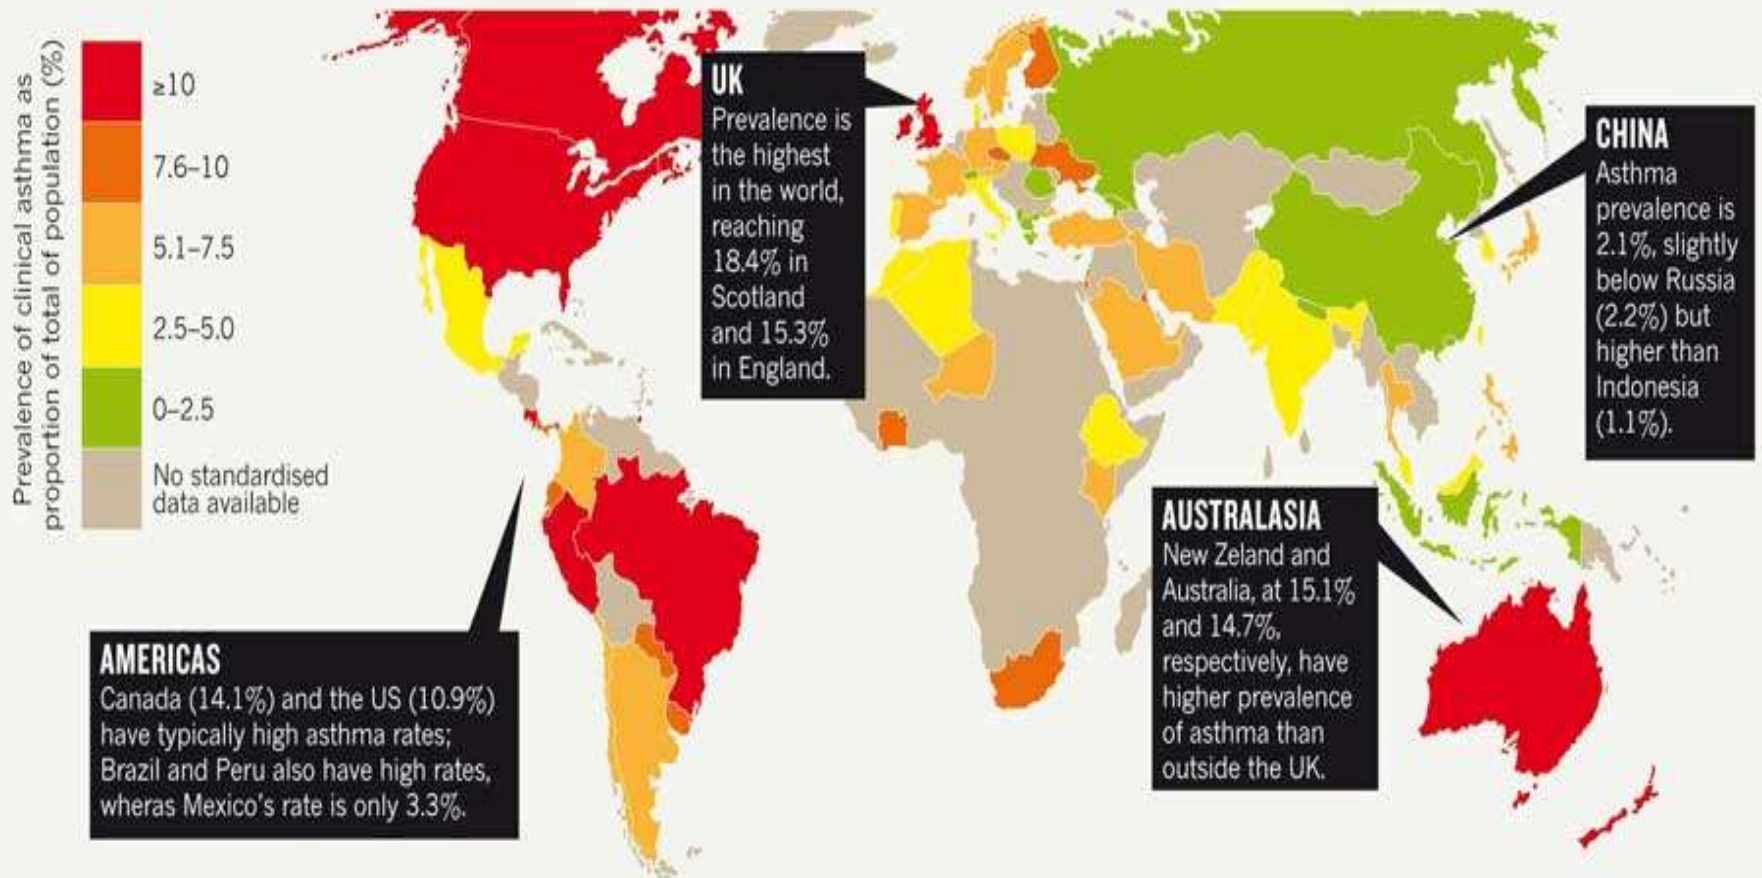 Prevalence of clinical asthma as
proportion of total of population (%)
≥10
7.6–10
5.1–7.5
2.5–5.0
0–2.5
No standardised
data available
AMERICAS
Canada (14.1%) and the US (10.9%)
have typically high asthma rates;
Brazil and Peru also have high rates,
wheras Mexico's rate is only 3.3%.
UK
Prevalence is
the highest
in the world,
reaching
18.4% in
Scotland
and 15.3%
in England.
AUSTRALASIA
New Zeland and
Australia, at 15.1%
and 14.7%,
respectively, have
higher prevalence
of asthma than
outside the UK.
CHINA
Asthma
prevalence is
2.1%, slightly
below Russia
(2.2%) but
higher than
Indonesia
(1.1%).